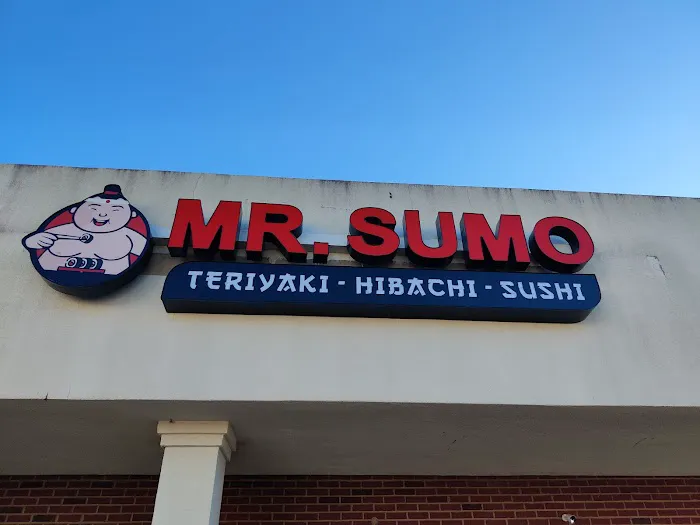 MR. SUMO
TERIYAKI - HIBACHI - SUSHI